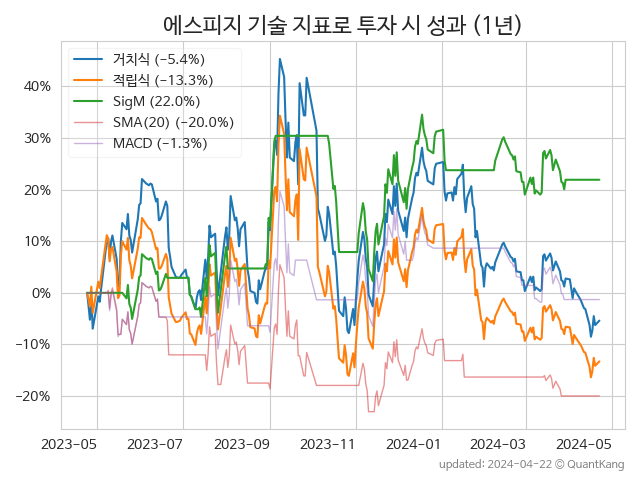 에스피지 기술 지표로 투자 시 성과 (1년)
거치식 (−5.4%)
적립식 (−13.3%)
SigM (22.0%)
SMA(20) (−20.0%)
MACD (−1.3%)
40%
30%
20%
10%
0%
−10%
−20%
2023−05 2023−07 2023−09 2023−11 2024−01 2024−03 2024−05
updated: 2024−04−22 ⓒ QuantKang